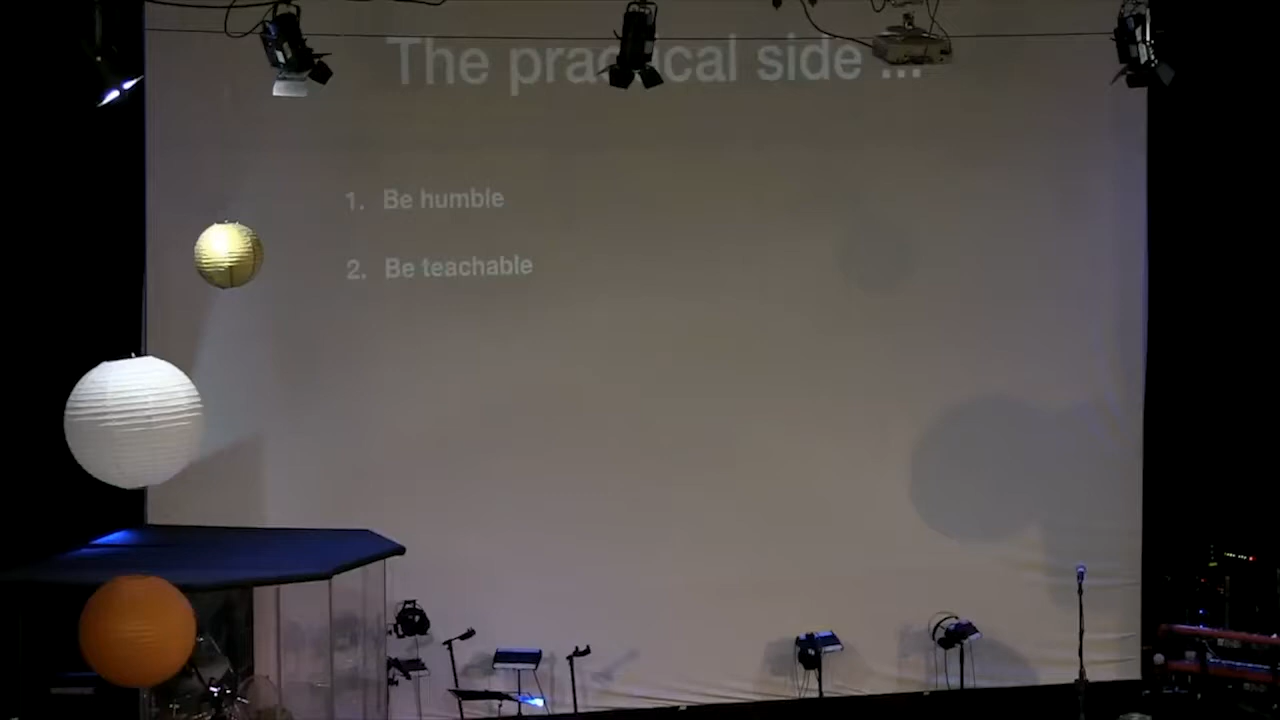 The practical side ...
1. Be humble
2. Be teachable